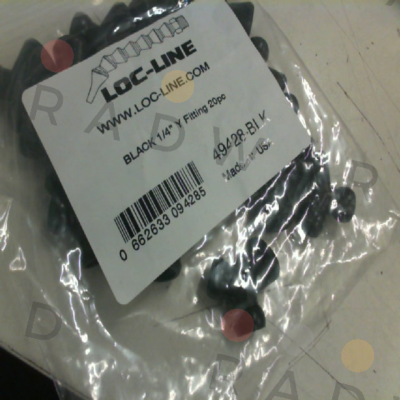 LOC-LINE
WWW.LOC-LINE.COM
BLACK 1/4" Y Fitting 20pc
49428-BLK
Made in USA
0 662633 094285